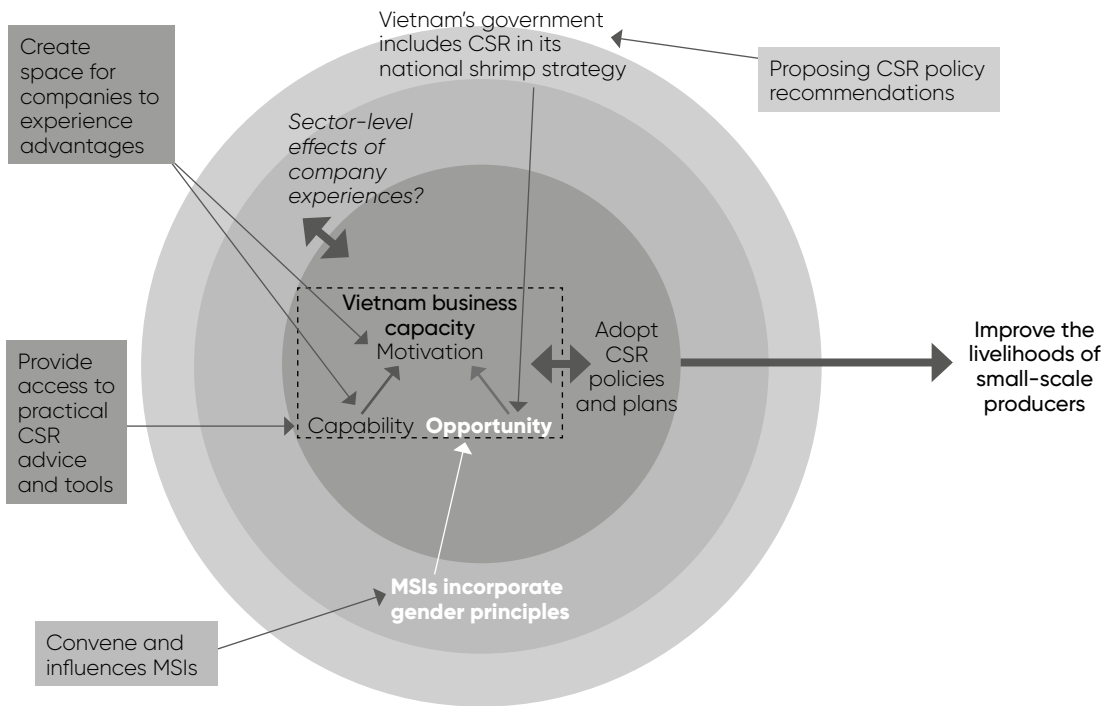 Vietnam’s government
includes CSR in its
national shrimp strategy
Create
space for
companies to
experience
advantages
Proposing CSR policy
recommendations
Sector-level
effects of
company
experiences?
Vietnam business
capacity
Motivation
Capability
Opportunity
Adopt
CSR
policies
and plans
Improve the
livelihoods of
small-scale
producers
Provide
access to
practical
CSR
advice
and tools
MSIs incorporate
gender principles
Convene and
influences MSIs